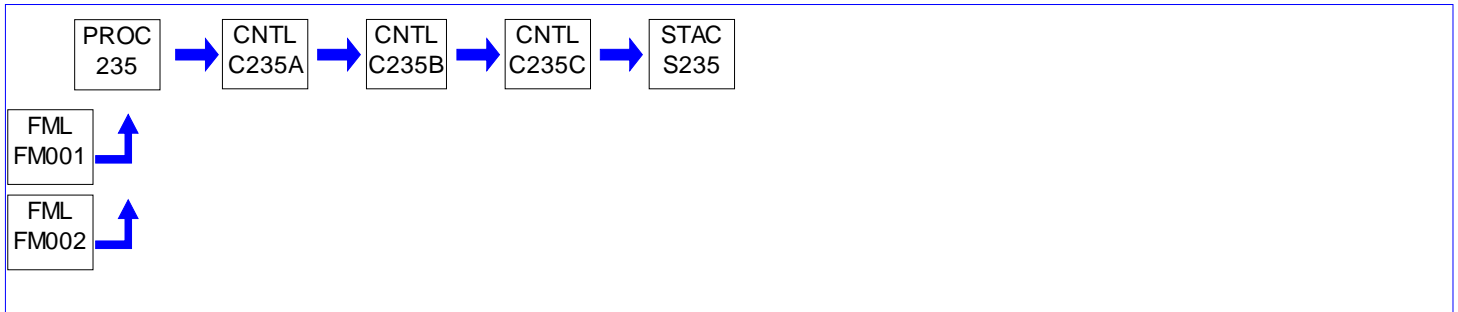 PROC
235
CNTL
C235A
CNTL
C235B
CNTL
C235C
STAC
S235
FML
FM001
FML
FM002